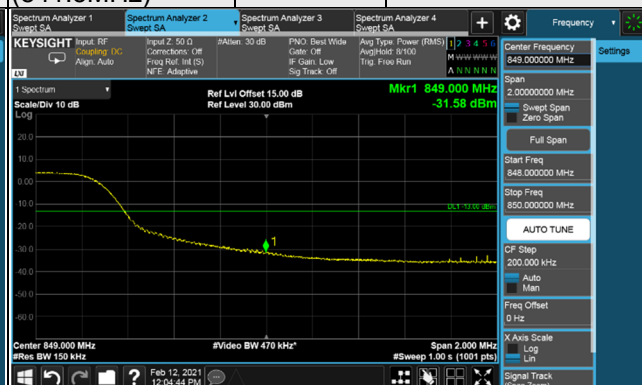 Spectrum Analyzer 1
Swept SA
Spectrum Analyzer 2
Swept SA
Spectrum Analyzer 3
Swept SA
Spectrum Analyzer 4
Swept SA
+
Frequency
KEYSIGHT
Input: RF
Coupling: DC
Align: Auto
Input Z: 50 Ω
Corrections: Off
Freq Ref: Int (S)
NFE: Adaptive
#Atten: 30 dB
PNO: Best Wide
Gate: Off
IF Gain: Low
Sig Track: Off
Avg Type: Power (RMS)
Avg|Hold: 8/100
Trig: Free Run
1 2 3 4 5 6
M W W W W W
A N N N N N
LXI
1 Spectrum
Scale/Div 10 dB
Log
Ref Lvl Offset 15.00 dB
Ref Level 30.00 dBm
Mkr1 849.000 MHz
-31.58 dBm
20.0
10.0
0.00
-10.0
-20.0
-30.0
-40.0
-50.0
-60.0
DL1 -13.00 dBm
1
Center 849.000 MHz
#Res BW 150 kHz
#Video BW 470 kHz*
Span 2.000 MHz
#Sweep 1.00 s (1001 pts)
Feb 12, 2021
12:04:44 PM
Center Frequency
849.000000 MHz
Settings
Span
2.00000000 MHz
Swept Span
Zero Span
Full Span
Start Freq
848.000000 MHz
Stop Freq
850.000000 MHz
AUTO TUNE
CF Step
200.000 kHz
Auto
Man
Freq Offset
0 Hz
X Axis Scale
Log
Lin
Signal Track